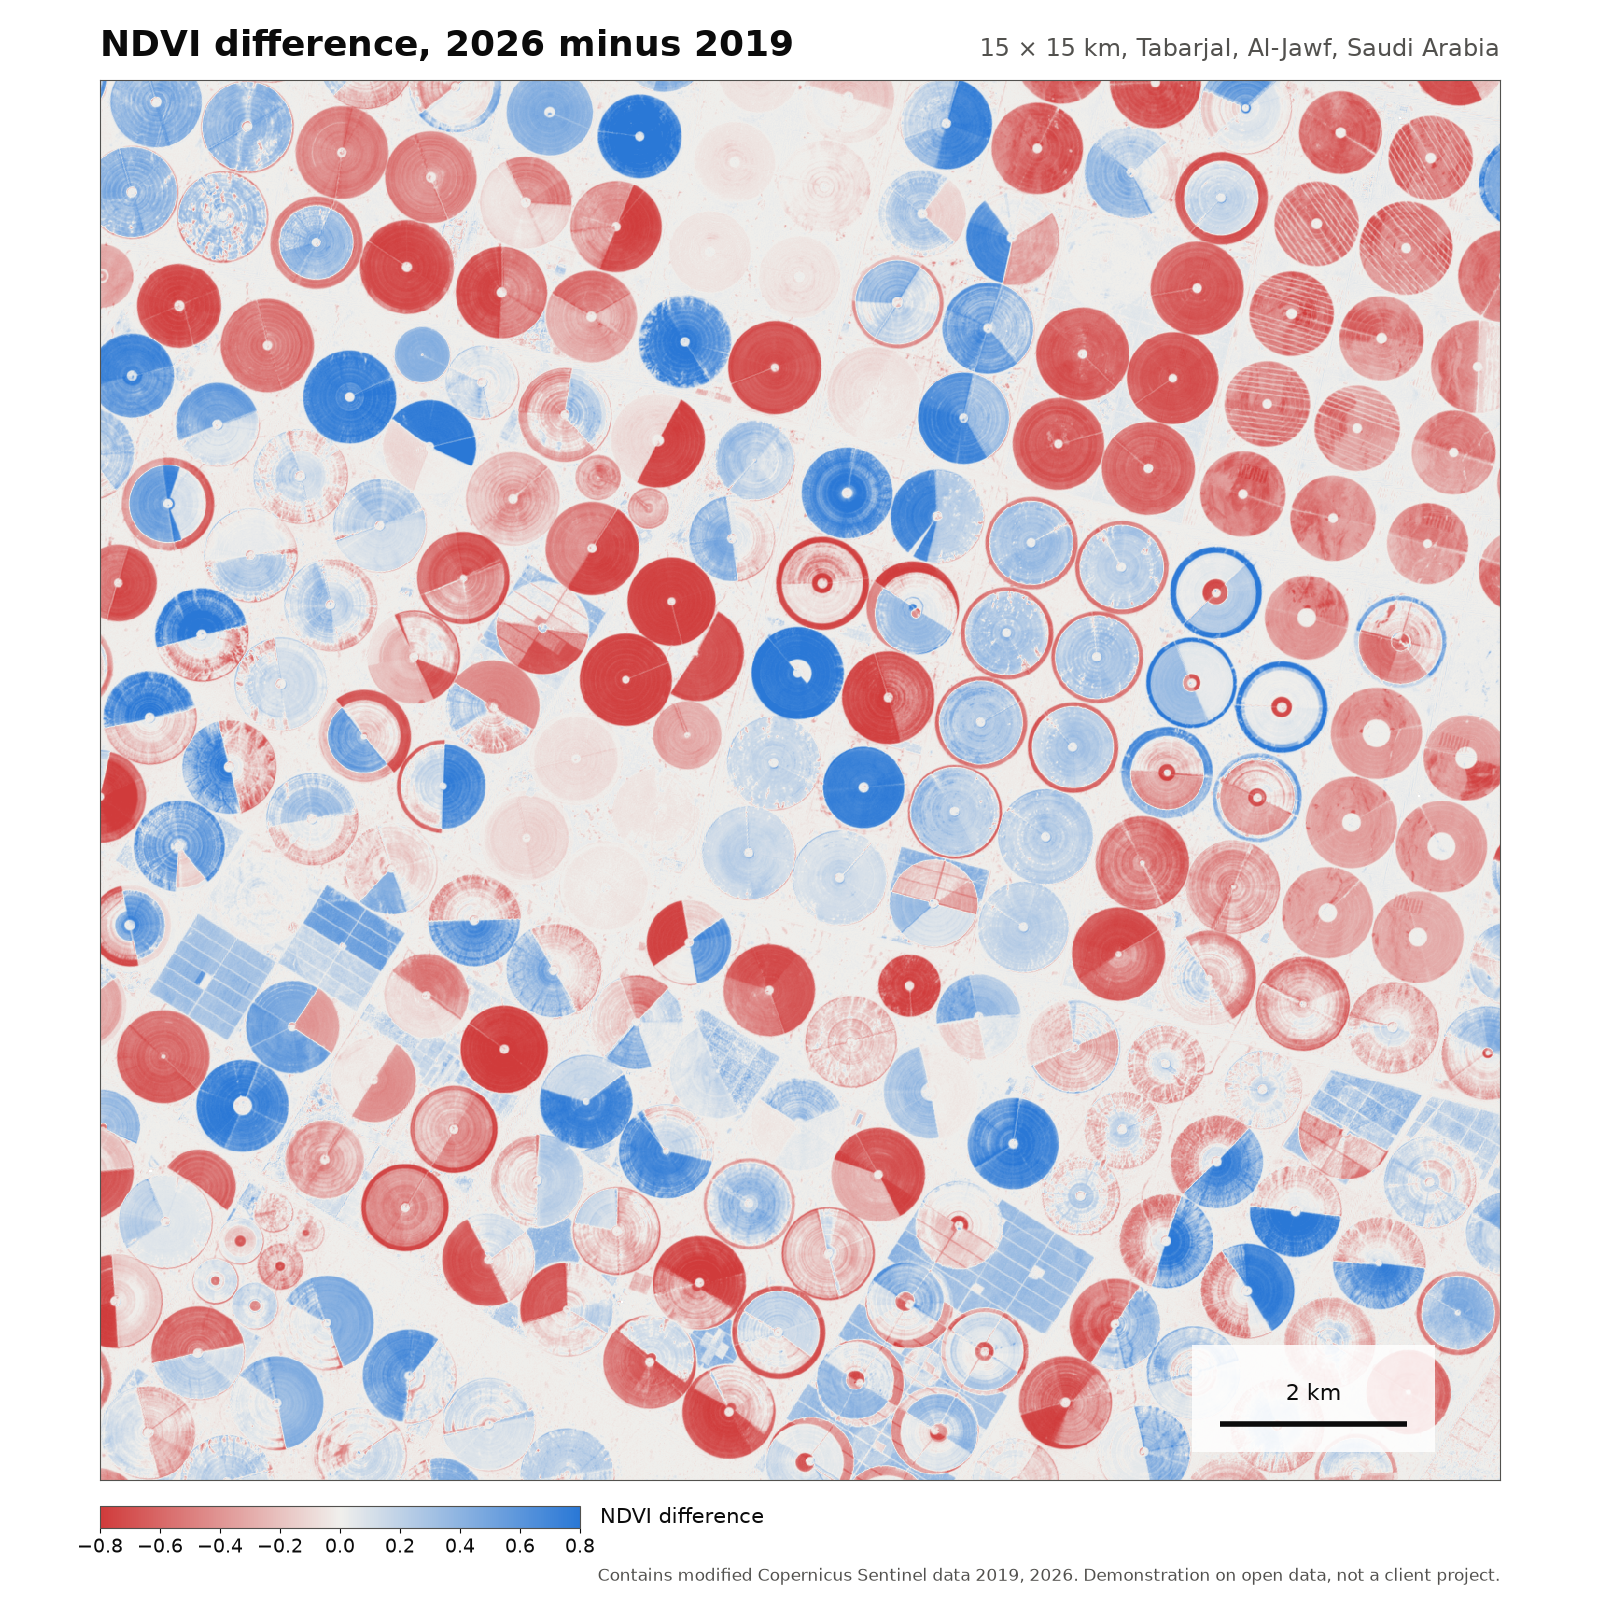 NDVI difference, 2026 minus 2019
15 × 15 km, Tabarjal, Al-Jawf, Saudi Arabia
2 km
NDVI difference
−0.8 −0.6 −0.4 −0.2 0.0 0.2 0.4 0.6 0.8
Contains modified Copernicus Sentinel data 2019, 2026. Demonstration on open data, not a client project.